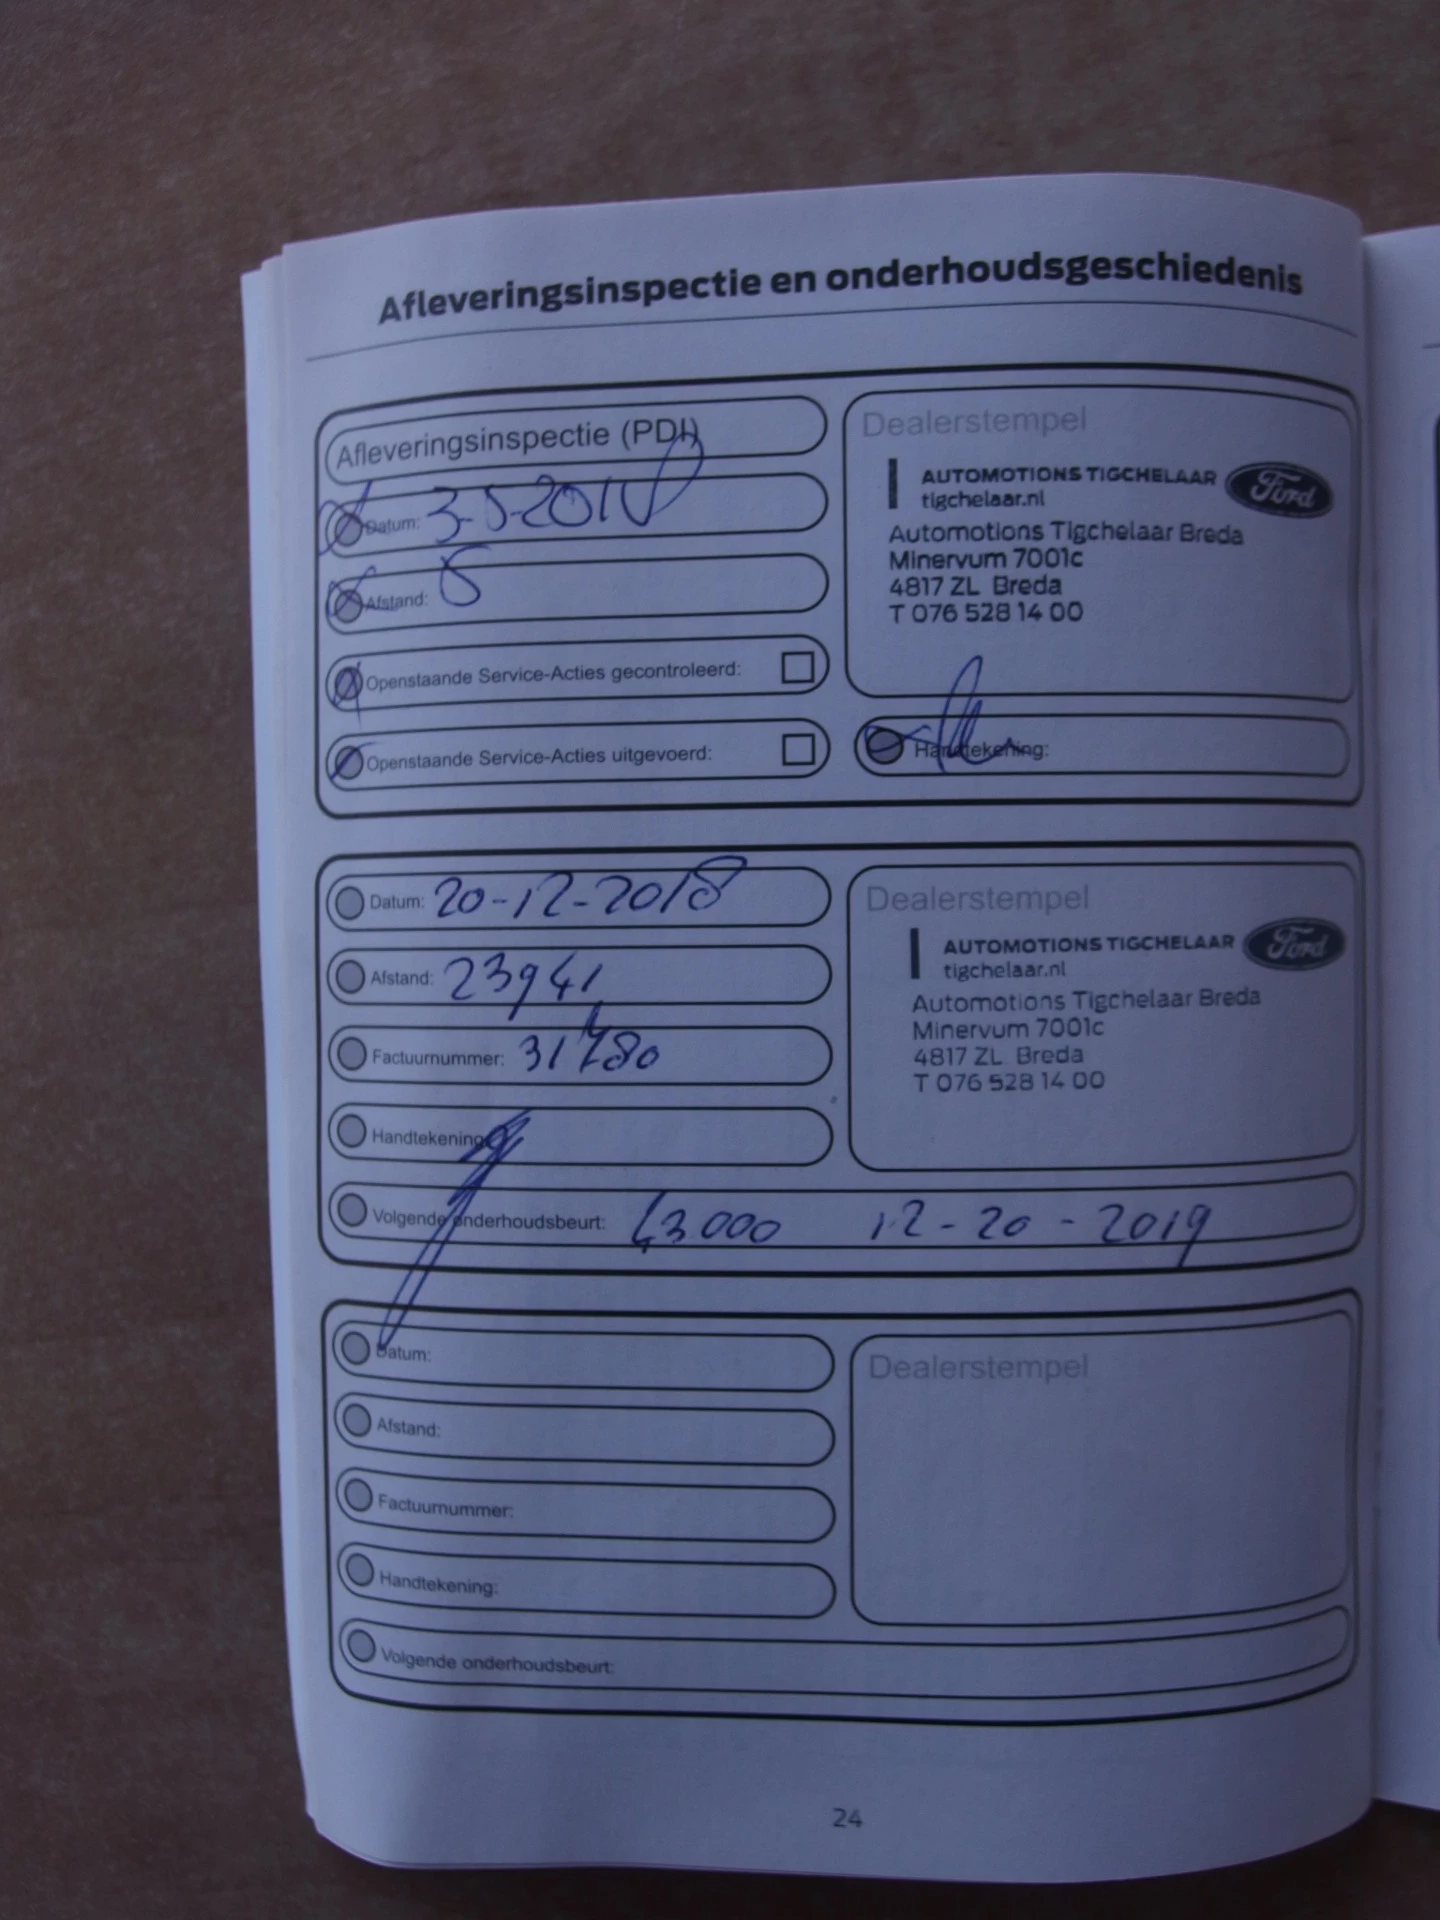 Afleveringsinspectie en onderhoudsgeschiedenis
Afleveringsinspectie (PDI)
Datum: 3-5-2018
Afstand:
Openstaande Service-Acties gecontroleerd:
Openstaande Service-Acties uitgevoerd:
Dealerstempel
AUTOMOTIONS TIGCHELAAR Ford
tigchelaar.nl
Automotions Tigchelaar Breda
Minervum 7001c
4817 ZL Breda
T 076 528 14 00
Handtekening:
Datum: 20-12-2018
Afstand: 23941
Factuurnummer:
Handtekening
Dealerstempel
AUTOMOTIONS TIGCHELAAR Ford
tigchelaar.nl
Automotions Tigchelaar Breda
Minervum 7001c
4817 ZL Breda
T 076 528 14 00
Volgende onderhoudsbeurt: 43.000 12-20-2019
Datum:
Afstand:
Factuurnummer:
Handtekening:
Dealerstempel
Volgende onderhoudsbeurt:
24